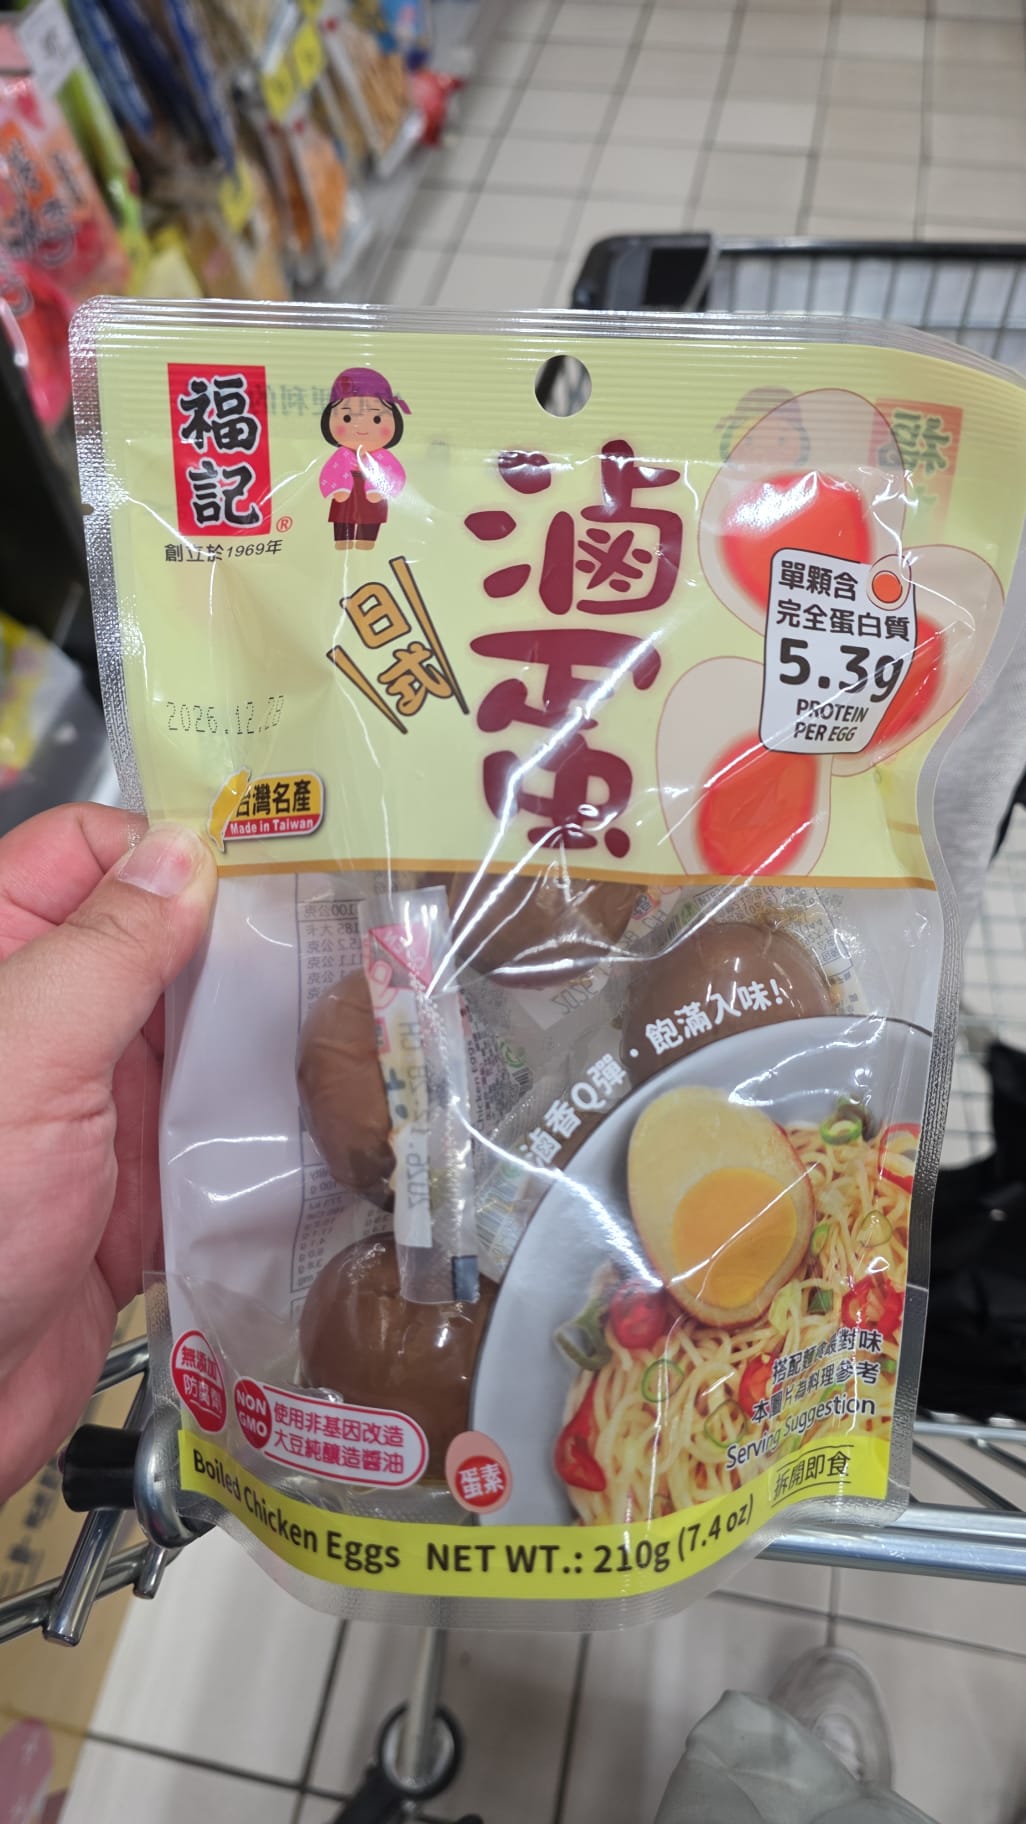 福記®
創立於1969年
日式
滷蛋
單顆含
完全蛋白質
5.3g
PROTEIN
PER EGG
2026.12.28
台灣名產
Made in Taiwan
滷香Q彈・飽滿入味!
無添加
防腐劑
NON
GMO
使用非基因改造
大豆純釀造醬油
蛋素
搭配麵食最對味
本圖片為料理參考
Serving Suggestion
拆開即食
Boiled Chicken Eggs NET WT.: 210g (7.4 oz)